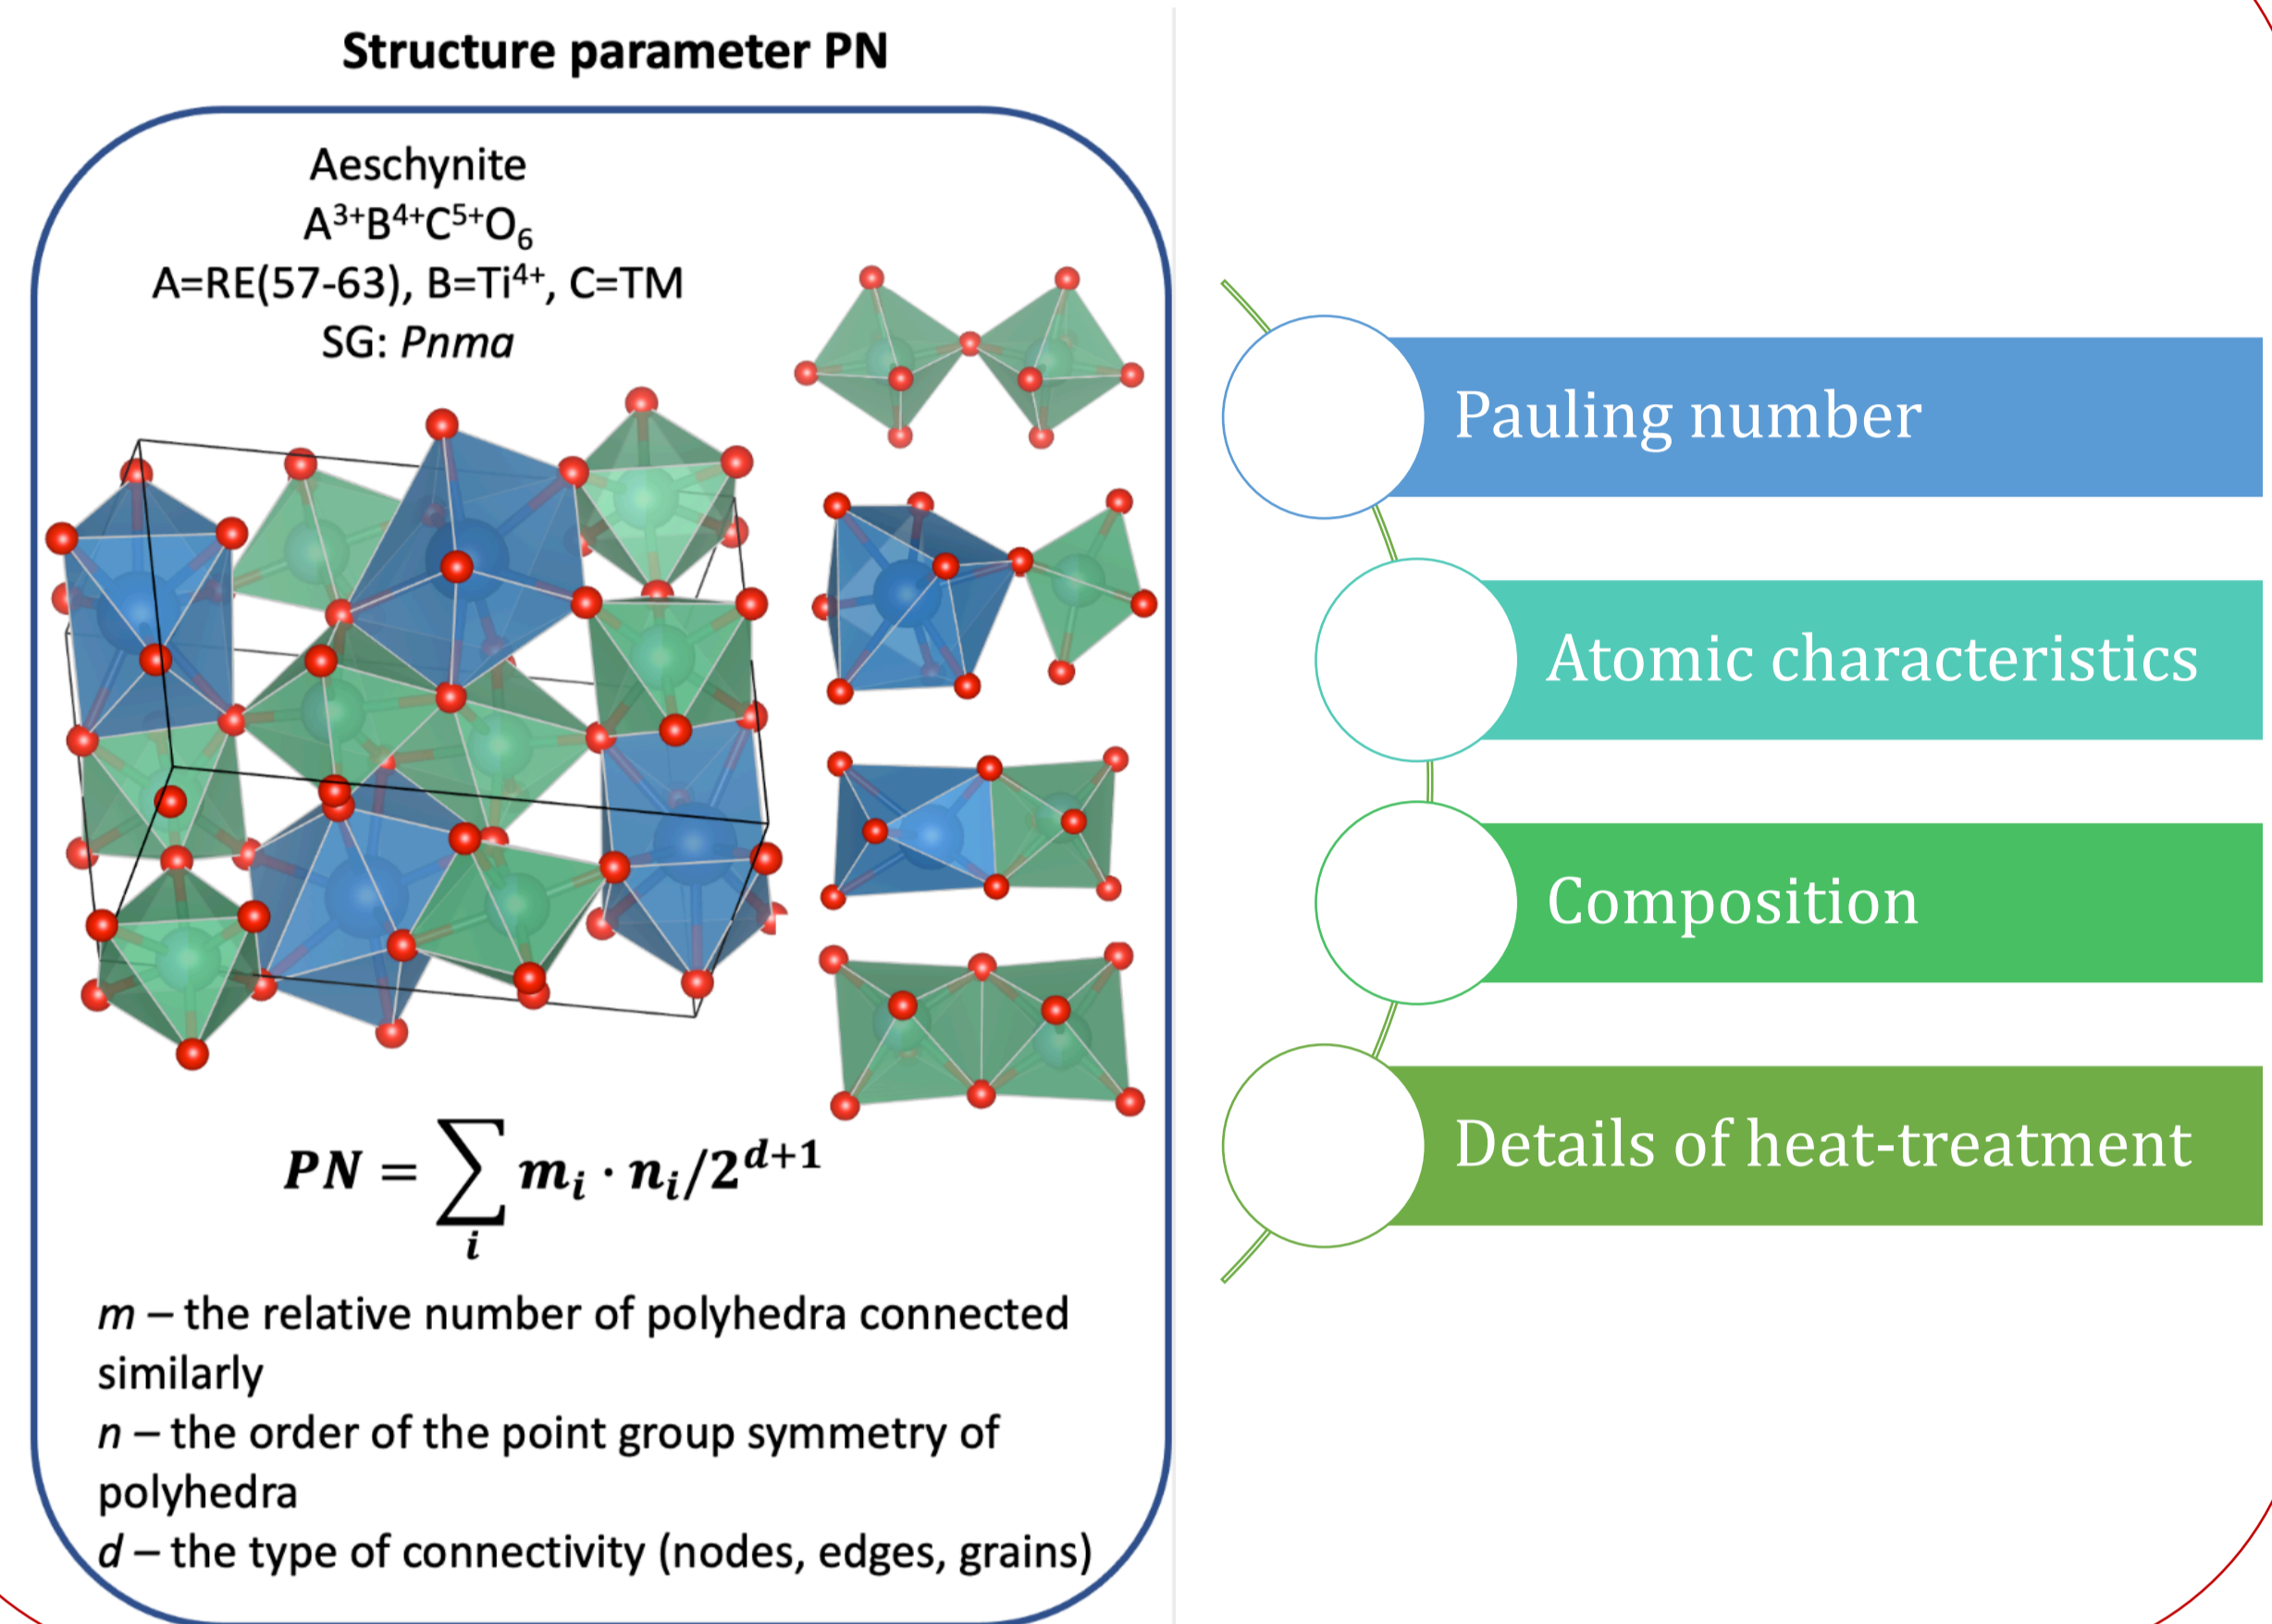 Structure parameter PN
Aeschynite
A³⁺B⁴⁺C⁵⁺O₆
A=RE(57-63), B=Ti⁴⁺, C=TM
SG: Pnma
PN = ∑ᵢ mᵢ · nᵢ/2ᵈ⁺¹
m – the relative number of polyhedra connected
similarly
n – the order of the point group symmetry of
polyhedra
d – the type of connectivity (nodes, edges, grains)
Pauling number
Atomic characteristics
Composition
Details of heat-treatment